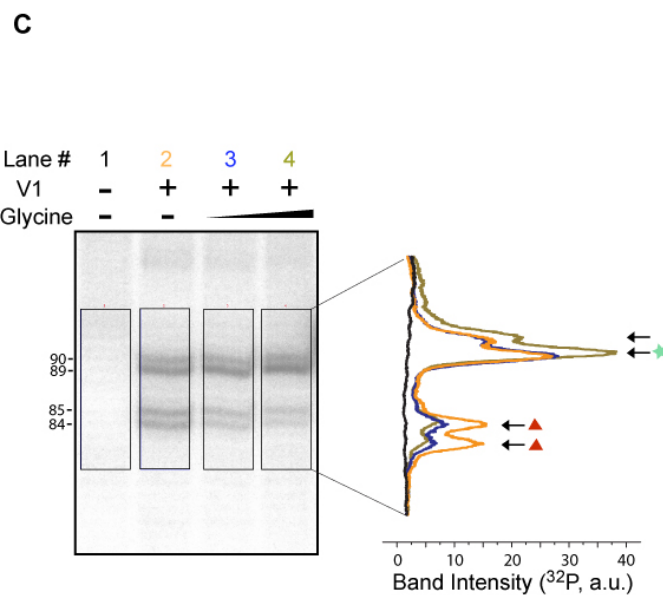 C
Lane # 1 2 3 4
V1 - + + +
Glycine - -
90
89
85
84
0 10 20 30 40
Band Intensity (³²P, a.u.)